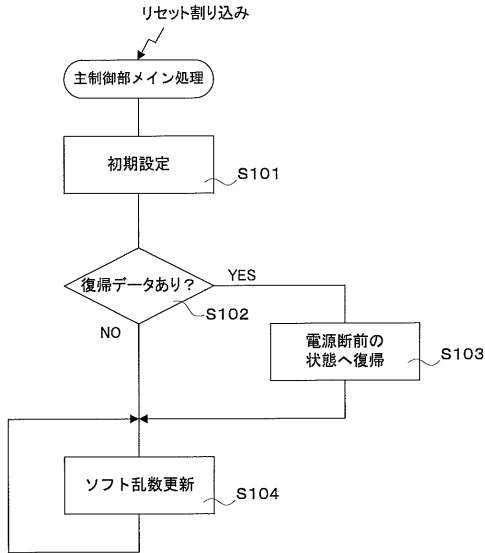 リセット割り込み
主制御部メイン処理
初期設定
S101
復帰データあり？
YES
S102
NO
電源断前の
状態へ復帰
S103
ソフト乱数更新
S104